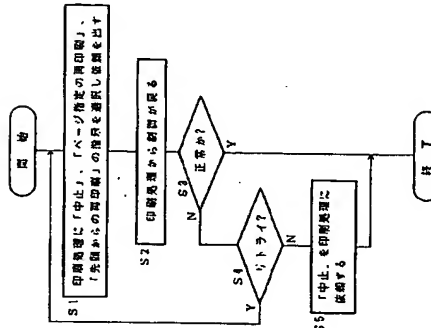 開始
S1
印刷処理に「中止」、「ページ指定の再印刷」、
「先頭からの再印刷」の指示を選択し依頼を出す
S2
印刷処理から制御が戻る
S3
正常か?
N
Y
S4
リトライ?
Y
N
S5
「中止」を印刷処理に
依頼する
終了